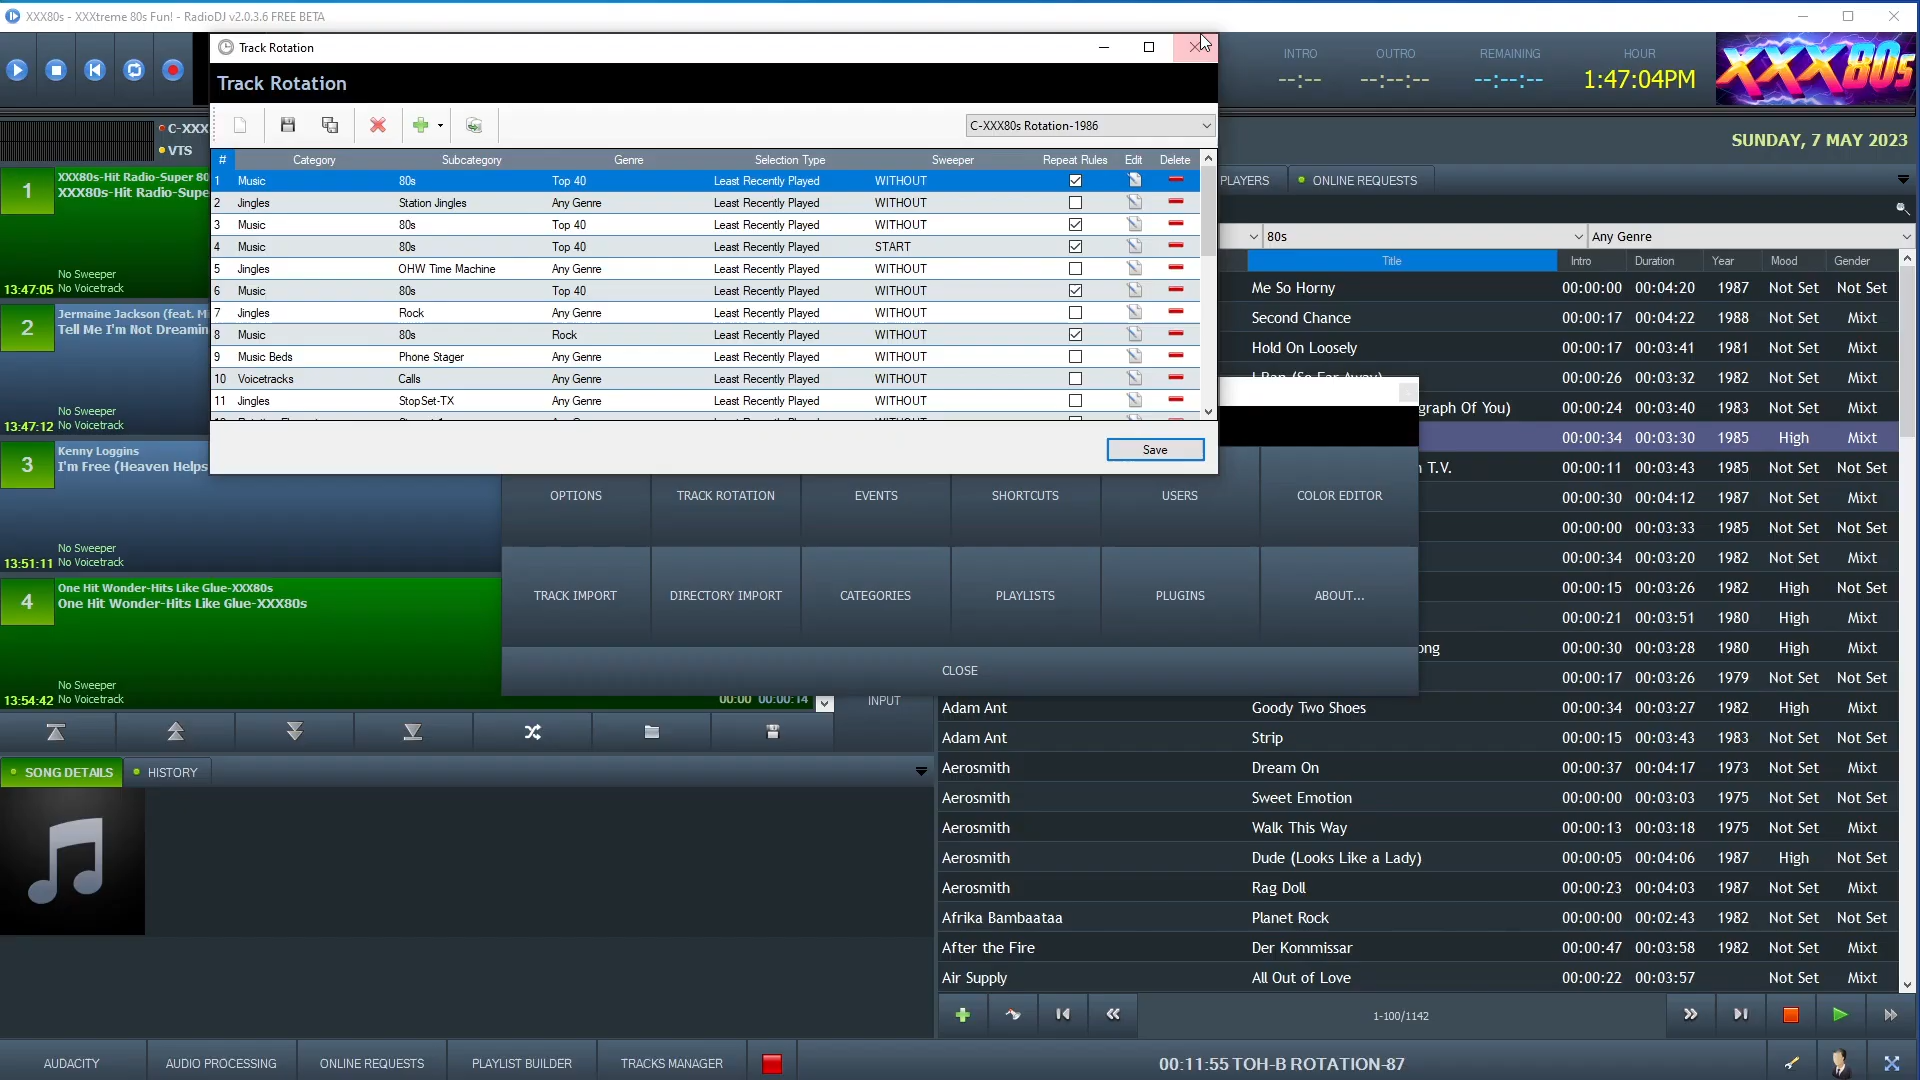 XXX80s - XXXtreme 80s Fun! - RadioDJ v2.0.3.6 FREE BETA
Track Rotation
Track Rotation
C-XXX80s Rotation-1986
# Category Subcategory Genre Selection Type Sweeper Repeat Rules Edit Delete
1 Music 80s Top 40 Least Recently Played WITHOUT
2 Jingles Station Jingles Any Genre Least Recently Played WITHOUT
3 Music 80s Top 40 Least Recently Played WITHOUT
4 Music 80s Top 40 Least Recently Played START
5 Jingles OHW Time Machine Any Genre Least Recently Played WITHOUT
6 Music 80s Top 40 Least Recently Played WITHOUT
7 Jingles Rock Any Genre Least Recently Played WITHOUT
8 Music 80s Rock Least Recently Played WITHOUT
9 Music Beds Phone Stager Any Genre Least Recently Played WITHOUT
10 Voicetracks Calls Any Genre Least Recently Played WITHOUT
11 Jingles StopSet-TX Any Genre Least Recently Played WITHOUT
Save
INTRO OUTRO REMAINING HOUR
--:-- --:--:-- --:--:-- 1:47:04PM
XXX80s
SUNDAY, 7 MAY 2023
C-XXX
VTS
1
XXX80s-Hit Radio-Super 80
XXX80s-Hit Radio-Supe
No Sweeper
13:47:05 No Voicetrack
2
Jermaine Jackson (feat. M
Tell Me I'm Not Dreamin
No Sweeper
13:47:12 No Voicetrack
3
Kenny Loggins
I'm Free (Heaven Helps
No Sweeper
13:51:11 No Voicetrack
4
One Hit Wonder-Hits Like Glue-XXX80s
One Hit Wonder-Hits Like Glue-XXX80s
No Sweeper
13:54:42 No Voicetrack
00:00 00:00:14
INPUT
OPTIONS TRACK ROTATION EVENTS SHORTCUTS USERS COLOR EDITOR
TRACK IMPORT DIRECTORY IMPORT CATEGORIES PLAYLISTS PLUGINS ABOUT...
CLOSE
PLAYERS ONLINE REQUESTS
80s Any Genre
Title Intro Duration Year Mood Gender
Me So Horny 00:00:00 00:04:20 1987 Not Set Not Set
Second Chance 00:00:17 00:04:22 1988 Not Set Mixt
Hold On Loosely 00:00:17 00:03:41 1981 Not Set Mixt
I Ran (So Far Away) 00:00:26 00:03:32 1982 Not Set Mixt
graph Of You) 00:00:24 00:03:40 1983 Not Set Mixt
00:00:34 00:03:30 1985 High Mixt
T.V. 00:00:11 00:03:43 1985 Not Set Not Set
00:00:30 00:04:12 1987 Not Set Mixt
00:00:00 00:03:33 1985 Not Set Not Set
00:00:34 00:03:20 1982 Not Set Mixt
00:00:15 00:03:26 1982 High Not Set
00:00:21 00:03:51 1980 High Mixt
ong 00:00:30 00:03:28 1980 High Mixt
00:00:17 00:03:26 1979 Not Set Not Set
Adam Ant Goody Two Shoes 00:00:34 00:03:27 1982 High Mixt
Adam Ant Strip 00:00:15 00:03:43 1983 Not Set Not Set
Aerosmith Dream On 00:00:37 00:04:17 1973 Not Set Mixt
Aerosmith Sweet Emotion 00:00:00 00:03:03 1975 Not Set Not Set
Aerosmith Walk This Way 00:00:13 00:03:18 1975 Not Set Mixt
Aerosmith Dude (Looks Like a Lady) 00:00:05 00:04:06 1987 High Not Set
Aerosmith Rag Doll 00:00:23 00:04:03 1987 Not Set Mixt
Afrika Bambaataa Planet Rock 00:00:00 00:02:43 1982 Not Set Not Set
After the Fire Der Kommissar 00:00:47 00:03:58 1982 Not Set Mixt
Air Supply All Out of Love 00:00:22 00:03:57 Not Set Mixt
1-100/1142
SONG DETAILS HISTORY
AUDACITY AUDIO PROCESSING ONLINE REQUESTS PLAYLIST BUILDER TRACKS MANAGER
00:11:55 TOH-B ROTATION-87